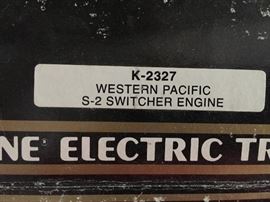 K-2327
WESTERN PACIFIC
S-2 SWITCHER ENGINE
NE ELECTRIC TR